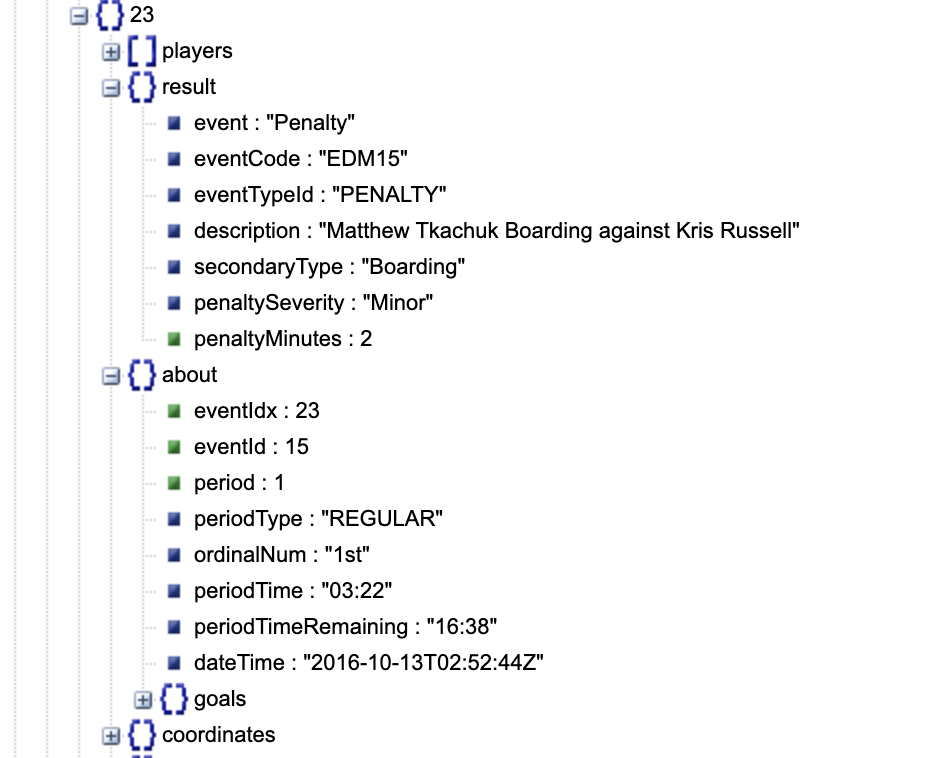 23
players
result
event : "Penalty"
eventCode : "EDM15"
eventTypeId : "PENALTY"
description : "Matthew Tkachuk Boarding against Kris Russell"
secondaryType : "Boarding"
penaltySeverity : "Minor"
penaltyMinutes : 2
about
eventIdx : 23
eventId : 15
period : 1
periodType : "REGULAR"
ordinalNum : "1st"
periodTime : "03:22"
periodTimeRemaining : "16:38"
dateTime : "2016-10-13T02:52:44Z"
goals
coordinates